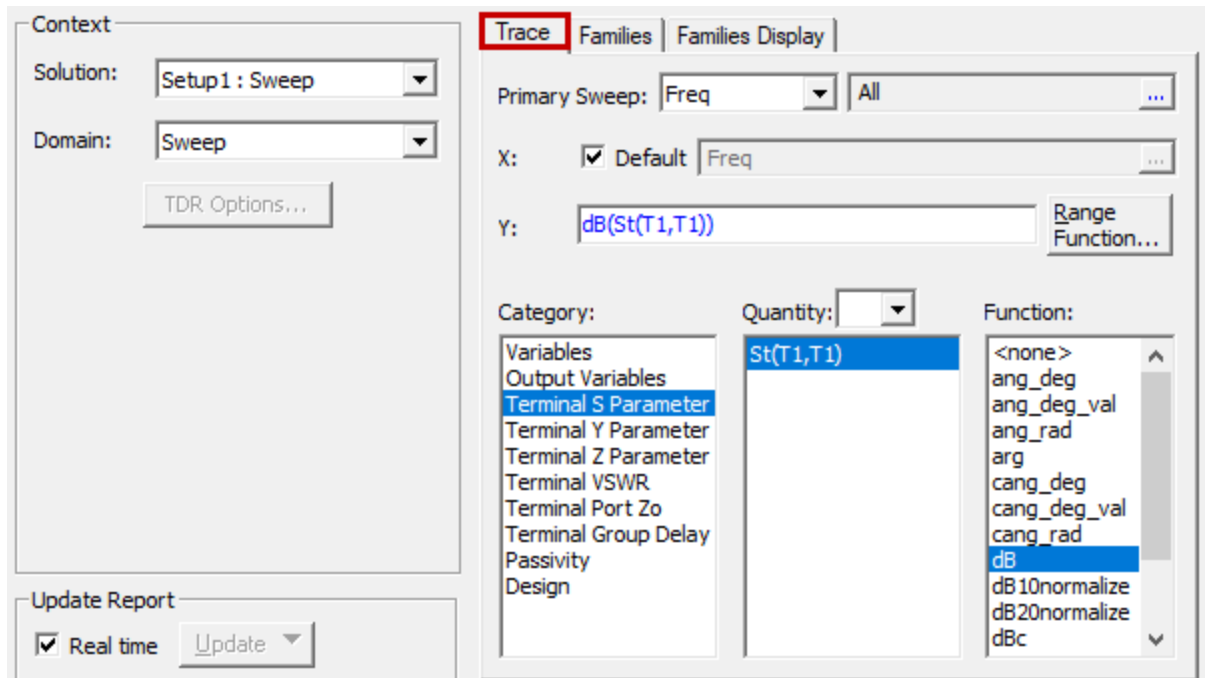 Context
Solution:
Setup1 : Sweep
Domain:
Sweep
TDR Options...
Update Report
Real time
Update
Trace
Families
Families Display
Primary Sweep:
Freq
All
...
X:
Default
Freq
...
Y:
dB(St(T1,T1))
Range
Function...
Category:
Variables
Output Variables
Terminal S Parameter
Terminal Y Parameter
Terminal Z Parameter
Terminal VSWR
Terminal Port Zo
Terminal Group Delay
Passivity
Design
Quantity:
St(T1,T1)
Function:
<none>
ang_deg
ang_deg_val
ang_rad
arg
cang_deg
cang_deg_val
cang_rad
dB
dB10normalize
dB20normalize
dBc